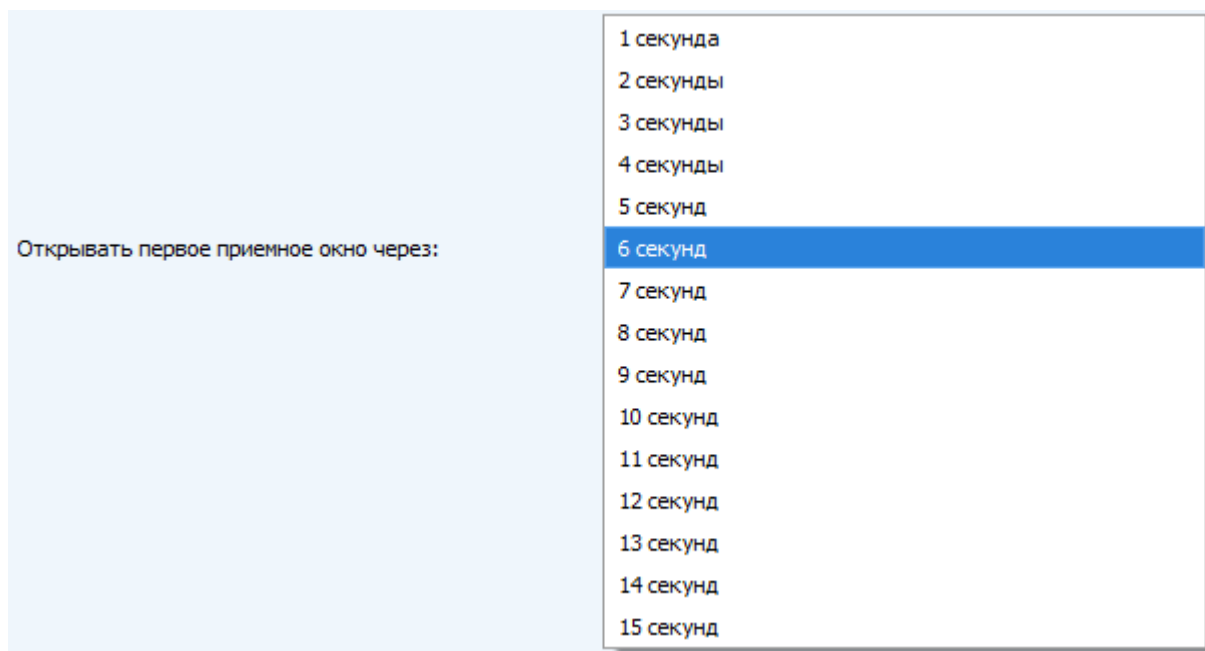 1 секунда
2 секунды
3 секунды
4 секунды
5 секунд
Открывать первое приемное окно через:
6 секунд
7 секунд
8 секунд
9 секунд
10 секунд
11 секунд
12 секунд
13 секунд
14 секунд
15 секунд